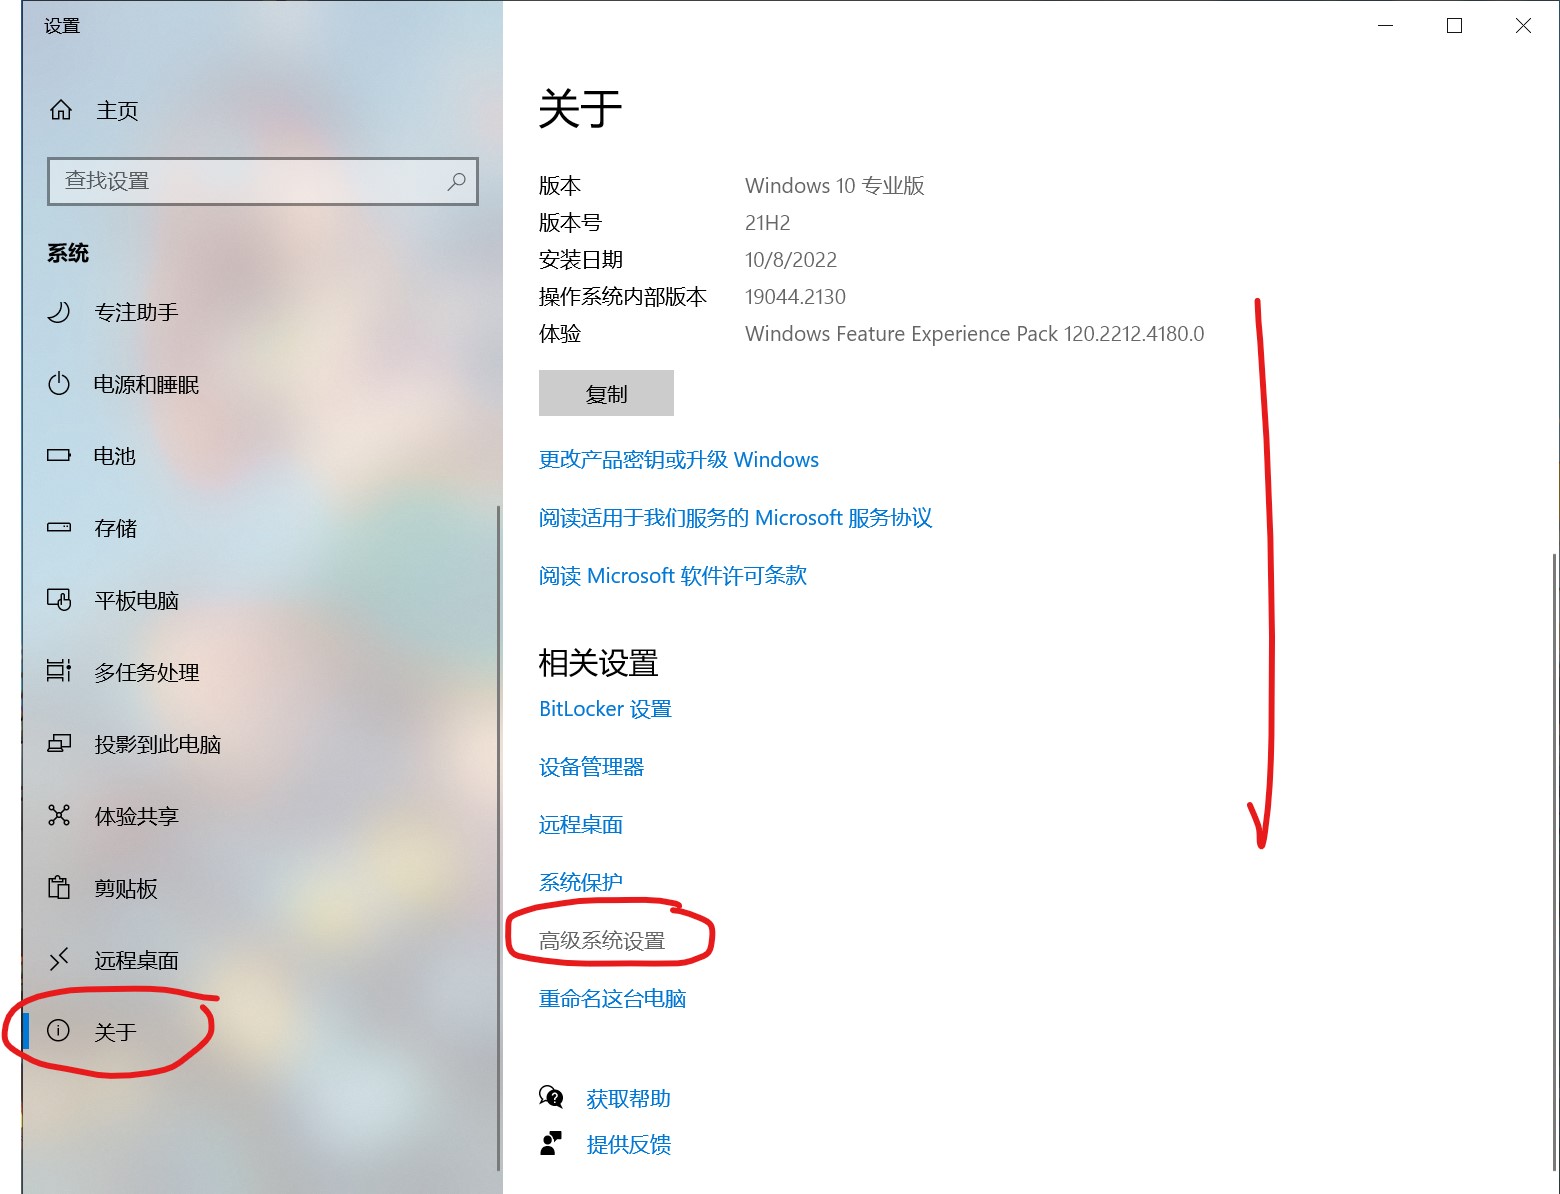 设置
主页
查找设置
系统
专注助手
电源和睡眠
电池
存储
平板电脑
多任务处理
投影到此电脑
体验共享
剪贴板
远程桌面
关于
关于
版本 Windows 10 专业版
版本号 21H2
安装日期 10/8/2022
操作系统内部版本 19044.2130
体验 Windows Feature Experience Pack 120.2212.4180.0
复制
更改产品密钥或升级 Windows
阅读适用于我们服务的 Microsoft 服务协议
阅读 Microsoft 软件许可条款
相关设置
BitLocker 设置
设备管理器
远程桌面
系统保护
高级系统设置
重命名这台电脑
获取帮助
提供反馈